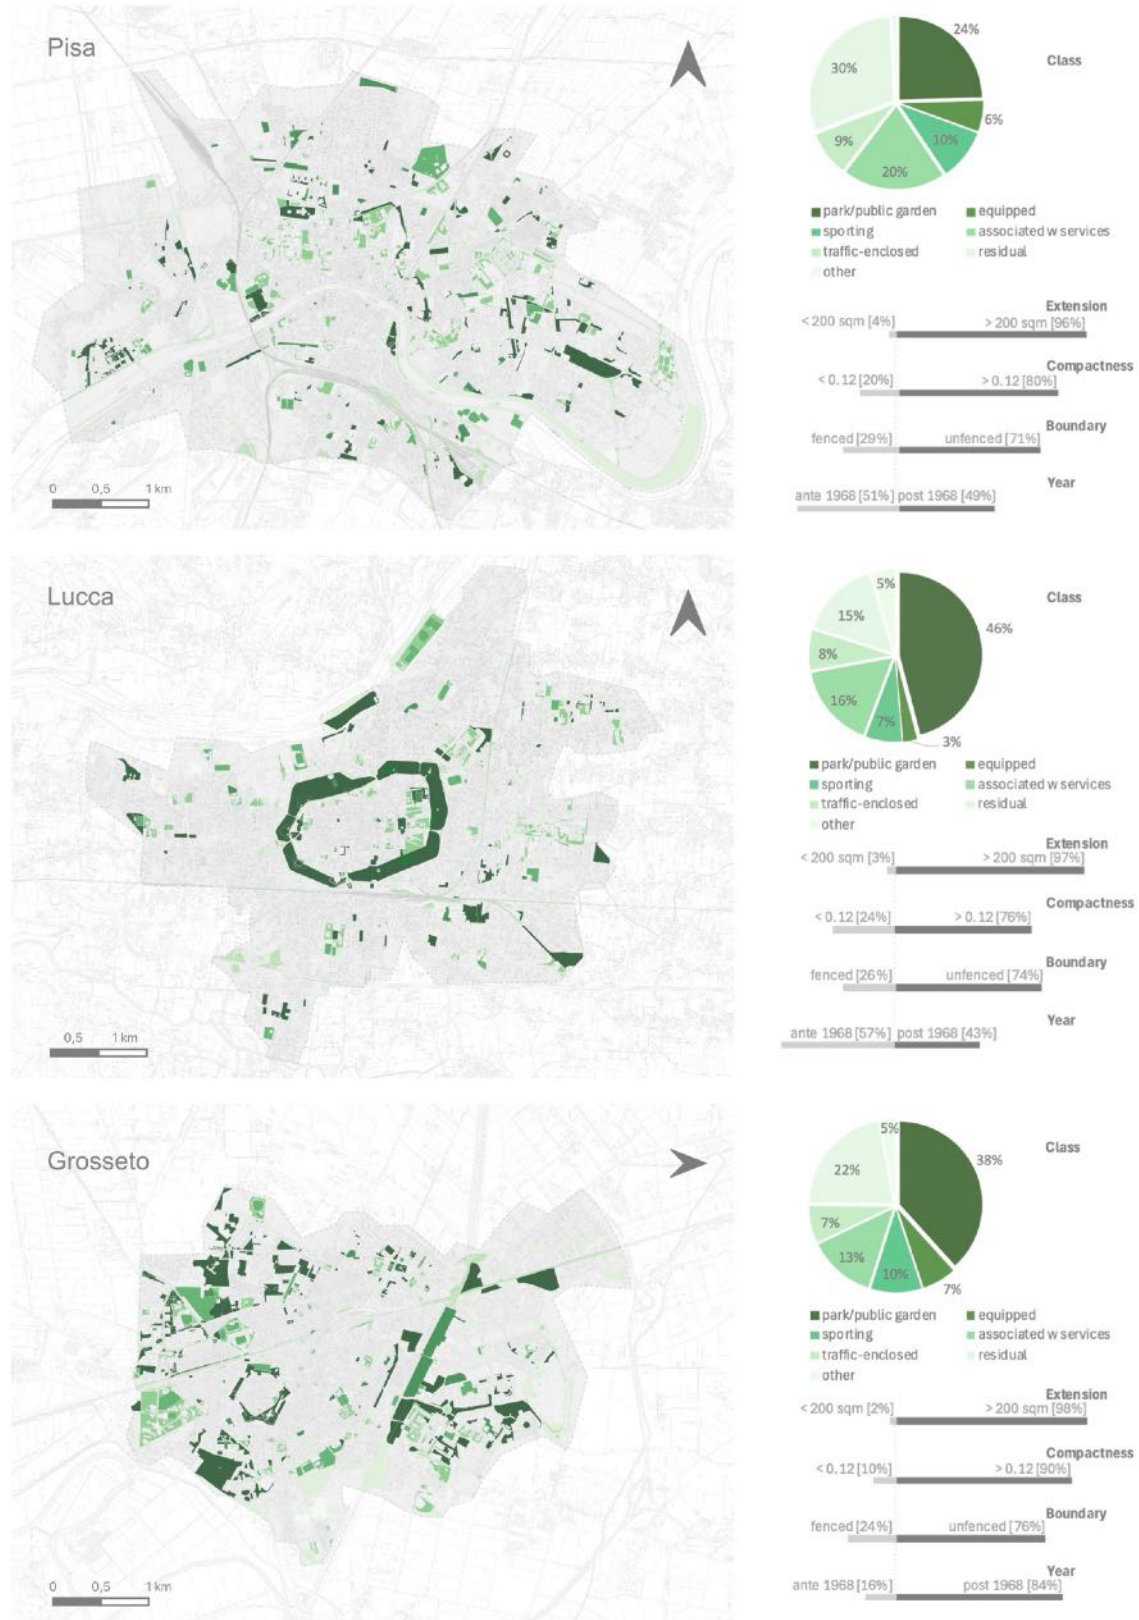 Pisa
24%
Class
30%
6%
9%
10%
20%
park/public garden equipped
sporting associated w services
traffic-enclosed residual
other
Extension
< 200 sqm [4%] > 200 sqm [96%]
Compactness
< 0.12 [20%] > 0.12 [80%]
Boundary
fenced [29%] unfenced [71%]
Year
ante 1968 [51%] post 1968 [49%]
0 0,5 1 km
Lucca
5%
Class
15%
46%
8%
16%
7%
3%
park/public garden equipped
sporting associated w services
traffic-enclosed residual
other
Extension
< 200 sqm [3%] > 200 sqm [97%]
Compactness
< 0.12 [24%] > 0.12 [76%]
Boundary
fenced [26%] unfenced [74%]
Year
ante 1968 [57%] post 1968 [43%]
0,5 1 km
Grosseto
5%
Class
38%
22%
7%
13%
10%
7%
park/public garden equipped
sporting associated w services
traffic-enclosed residual
other
Extension
< 200 sqm [2%] > 200 sqm [98%]
Compactness
< 0.12 [10%] > 0.12 [90%]
Boundary
fenced [24%] unfenced [76%]
Year
ante 1968 [16%] post 1968 [84%]
0 0,5 1 km